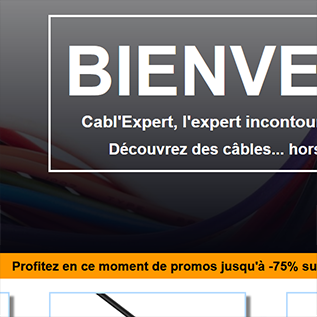 BIENVE
Cabl'Expert, l'expert incontou
Découvrez des câbles... hors
Profitez en ce moment de promos jusqu'à -75% su